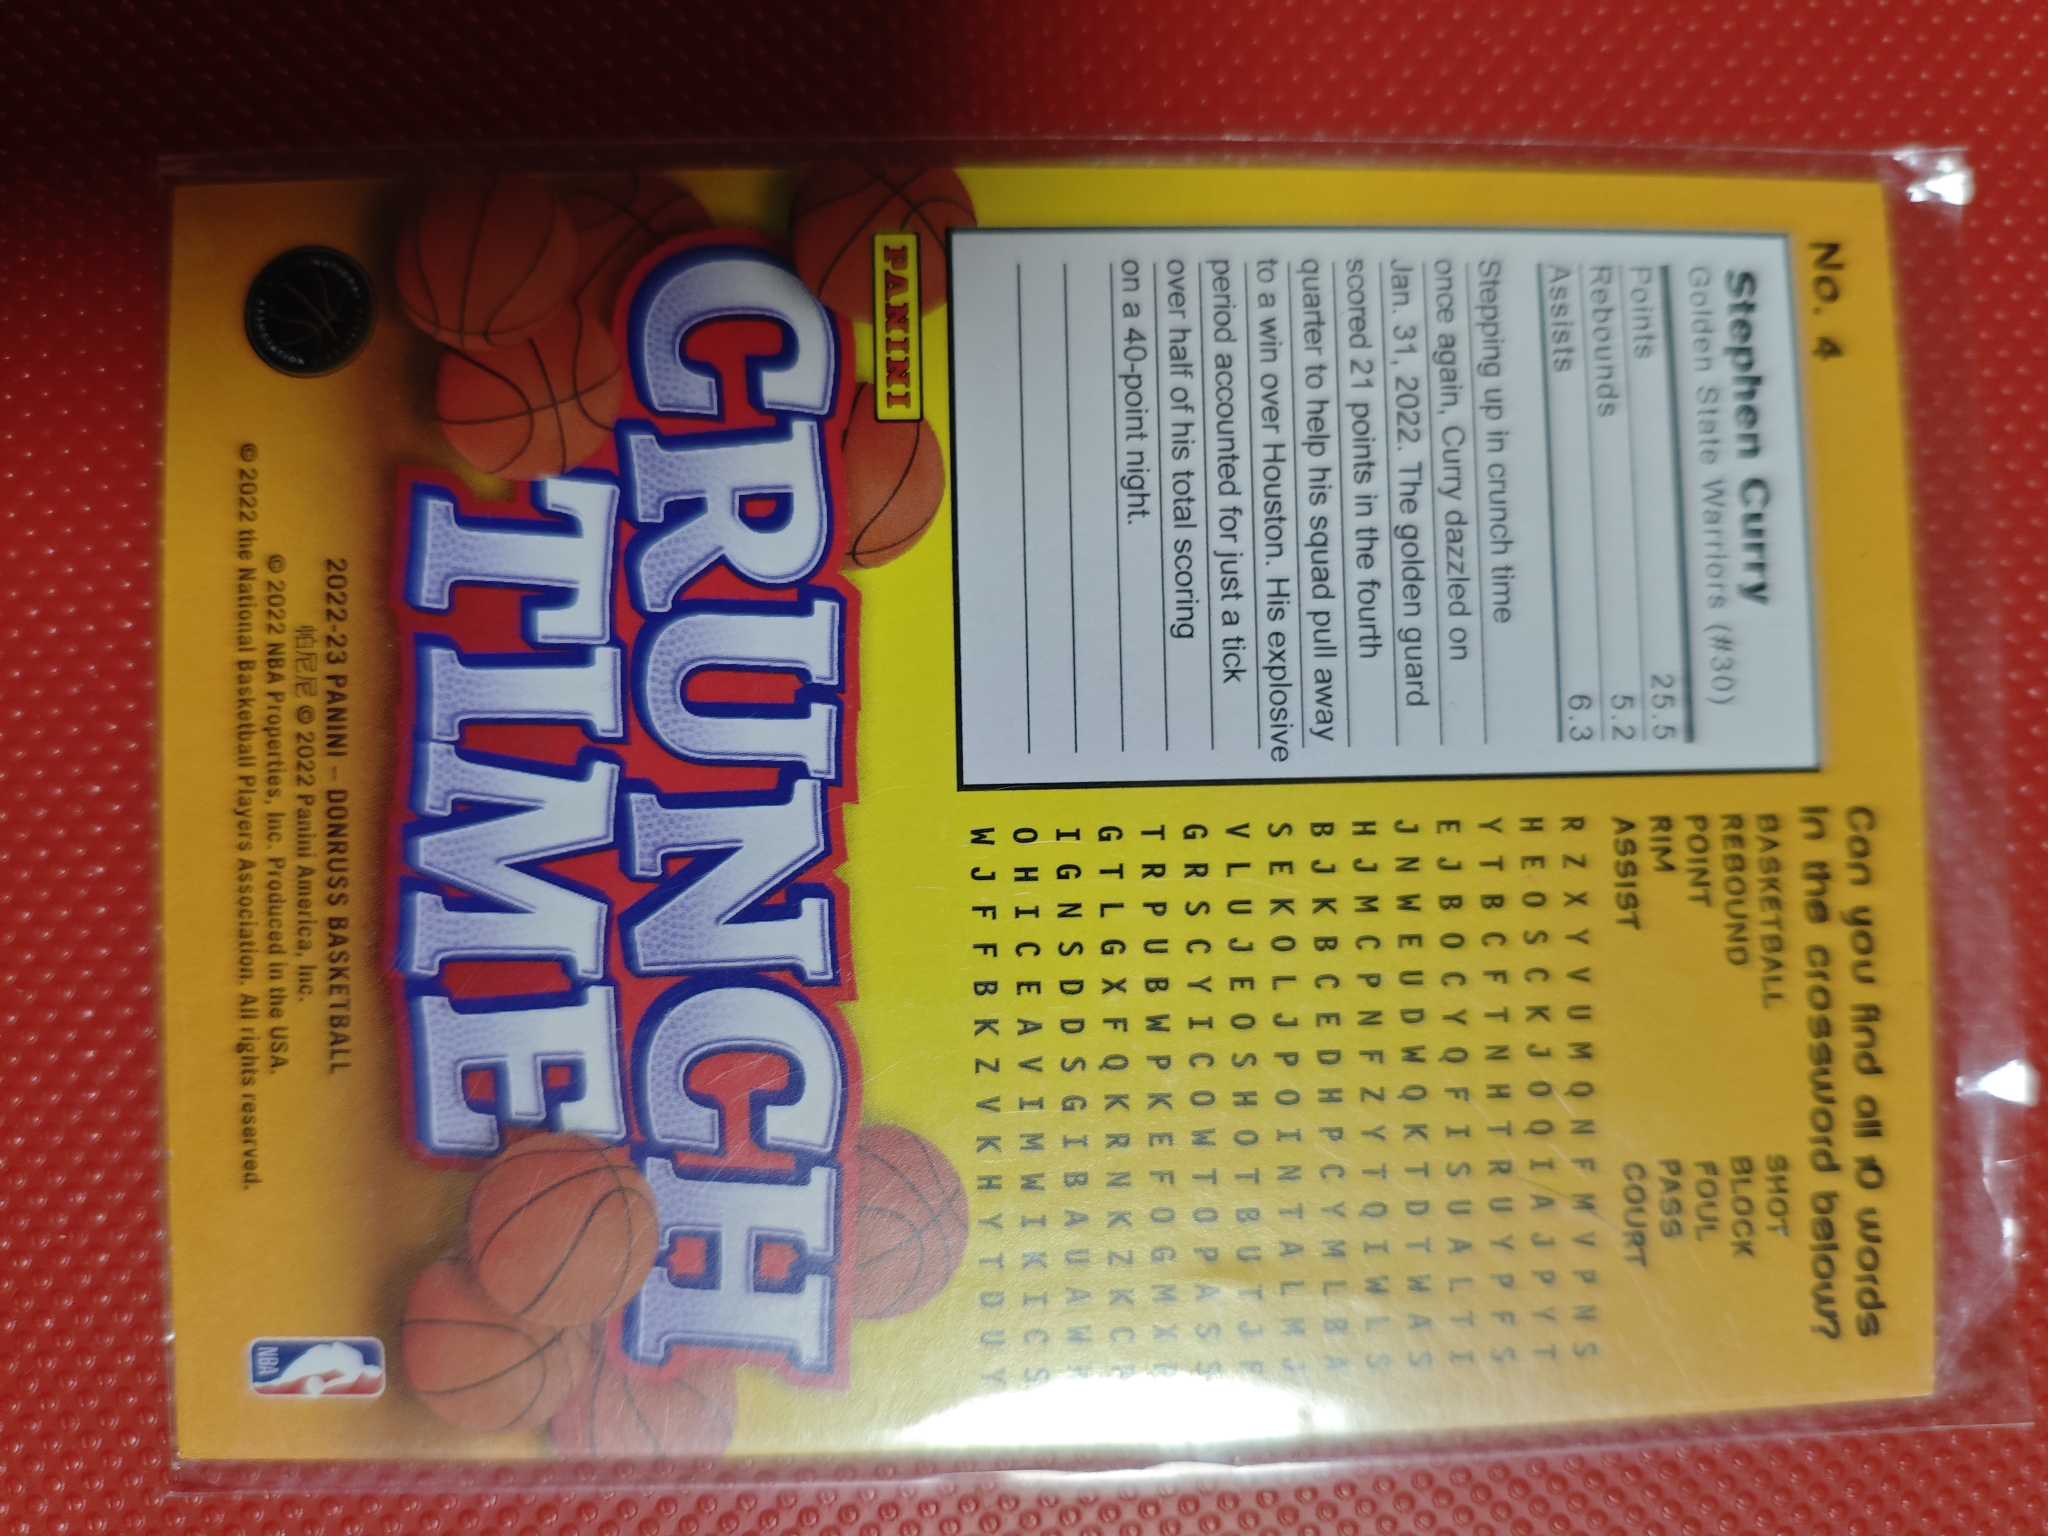 No. 4
Stephen Curry
Golden State Warriors (#30)
Points 25.5
Rebounds 5.2
Assists 6.3
Stepping up in crunch time
once again, Curry dazzled on
Jan. 31, 2022. The golden guard
scored 21 points in the fourth
quarter to help his squad pull away
to a win over Houston. His explosive
period accounted for just a tick
over half of his total scoring
on a 40-point night.
Can you find all 10 words
in the crossword below?
BASKETBALL SHOT
REBOUND BLOCK
POINT FOUL
RIM PASS
ASSIST COURT
R Z X Y V U M Q N F M V P N S
H E O S C K J O Q I A J P Y T
Y T B C F T N H T R U Y P F S
E J B O C Y Q F I S U A L T I
J N W E U D W Q K T D T W A S
H J M C P N F Z Y T Q I W L S
B J K B C E D H P C Y M L B A
S E K O L J P O I N T A L M J
V L U J E O S H O T B U T J F
G R S C Y I C O W T O P A S S
T R P U B W P K E F O G M X
G T L G X F Q K R N K Z K C
I G N S D D S G I B A U A W
O H I C E A V I M W I K I C S
W J F F B K Z V K H Y T D U Y
PANINI
CRUNCH
TIME
2022-23 PANINI – DONRUSS BASKETBALL
帕尼尼 © 2022 Panini America, Inc.
© 2022 NBA Properties, Inc. Produced in the USA.
© 2022 the National Basketball Players Association. All rights reserved.
NBA